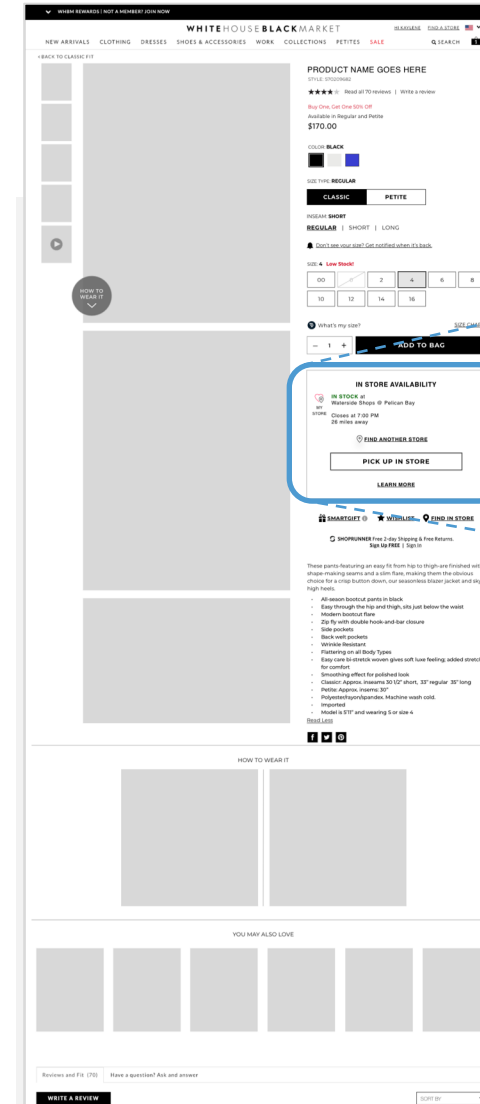 WHBM REWARDS | NOT A MEMBER? JOIN NOW
WHITEHOUSEBLACKMARKET
HI KAYLENE FIND A STORE
NEW ARRIVALS CLOTHING DRESSES SHOES & ACCESSORIES WORK COLLECTIONS PETITES SALE
SEARCH 1
< BACK TO CLASSIC FIT
PRODUCT NAME GOES HERE
STYLE: 570209682
Read all 70 reviews | Write a review
Buy One, Get One 50% Off
Available in Regular and Petite
$170.00
COLOR: BLACK
SIZE TYPE: REGULAR
CLASSIC PETITE
INSEAM: SHORT
REGULAR | SHORT | LONG
Don't see your size? Get notified when it's back.
SIZE: 4 Low Stock!
00 0 2 4 6 8
10 12 14 16
HOW TO
WEAR IT
What's my size?
SIZE CHART
– 1 + ADD TO BAG
IN STORE AVAILABILITY
MY
STORE
IN STOCK at
Waterside Shops @ Pelican Bay
Closes at 7:00 PM
26 miles away
FIND ANOTHER STORE
PICK UP IN STORE
LEARN MORE
SMARTGIFT WISHLIST FIND IN STORE
SHOPRUNNER Free 2-day Shipping & Free Returns.
Sign Up FREE | Sign In
These pants-featuring an easy fit from hip to thigh-are finished with
shape-making seams and a slim flare, making them the obvious
choice for a crisp button down, our seasonless blazer jacket and sky
high heels.
- All-season bootcut pants in black
- Easy through the hip and thigh, sits just below the waist
- Modern bootcut flare
- Zip fly with double hook-and-bar closure
- Side pockets
- Back welt pockets
- Wrinkle Resistant
- Flattering on all Body Types
- Easy care bi-stretch woven gives soft luxe feeling; added stretch
for comfort
- Smoothing effect for polished look
- Classic: Approx. inseams 30 1/2" short, 33" regular 35" long
- Petite: Approx. insems: 30"
- Polyester/rayon/spandex. Machine wash cold.
- Imported
- Model is 5'11" and wearing S or size 4
Read Less
HOW TO WEAR IT
YOU MAY ALSO LOVE
Reviews and Fit (70) Have a question? Ask and answer
WRITE A REVIEW
SORT BY